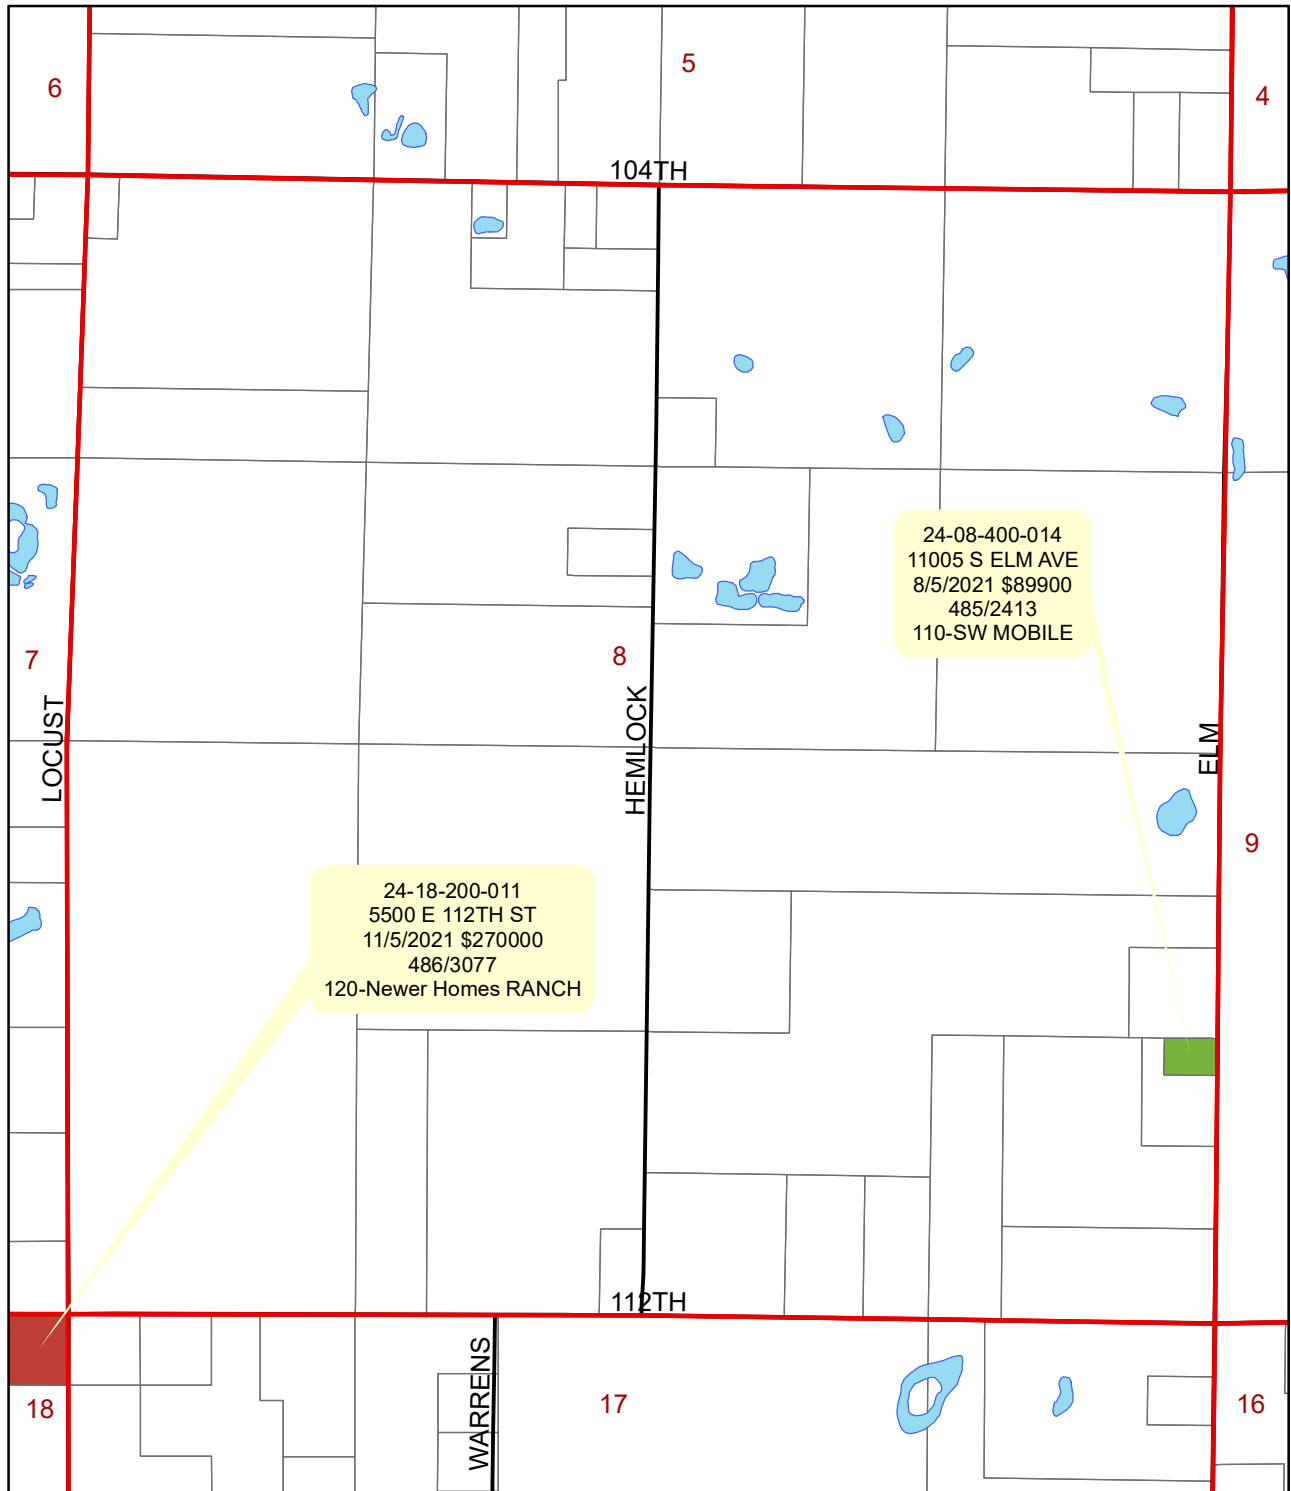 5
6
4
104TH
24-08-400-014
11005 S ELM AVE
8/5/2021 $89900
485/2413
110-SW MOBILE
7
8
LOCUST
HEMLOCK
ELM
9
24-18-200-011
5500 E 112TH ST
11/5/2021 $270000
486/3077
120-Newer Homes RANCH
112TH
WARRENS
18
17
16